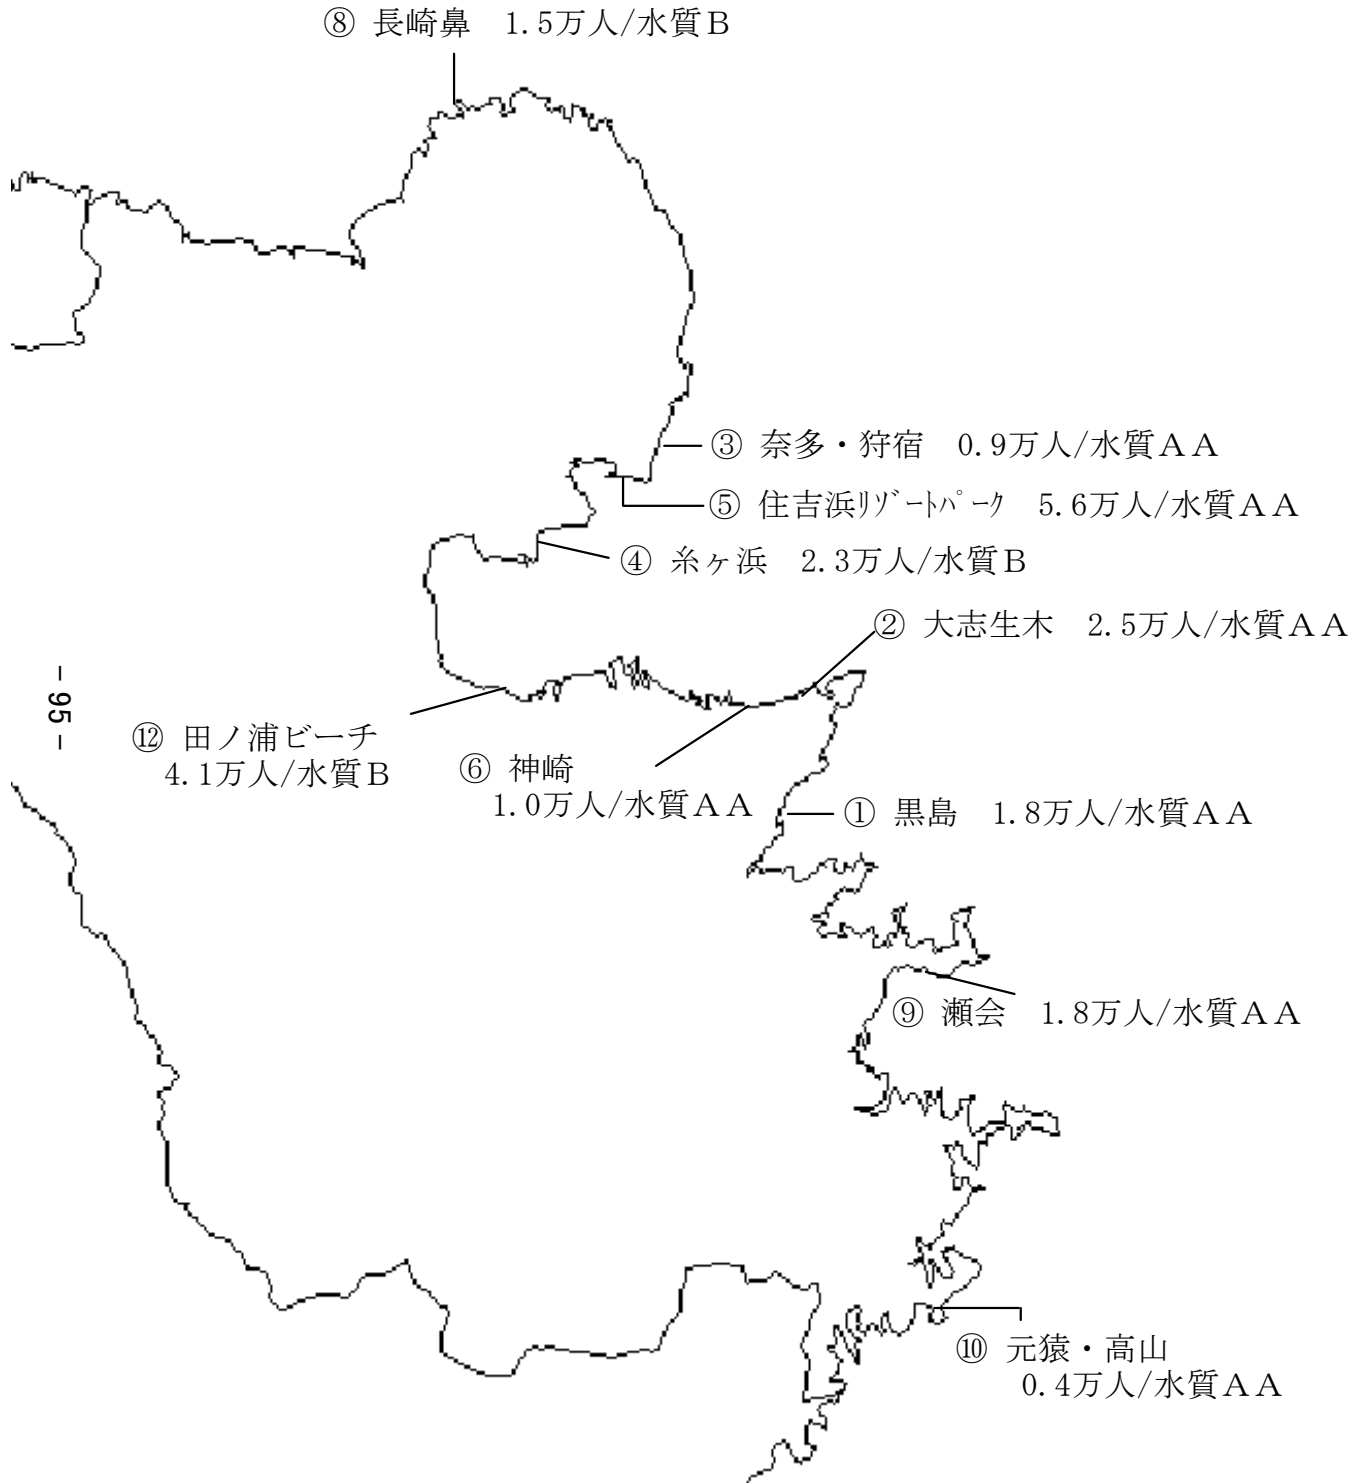 ⑧ 長崎鼻　1.5万人/水質Ｂ
③ 奈多・狩宿　0.9万人/水質ＡＡ
⑤ 住吉浜ﾘｿﾞｰﾄﾊﾟｰｸ　5.6万人/水質ＡＡ
④ 糸ヶ浜　2.3万人/水質Ｂ
② 大志生木　2.5万人/水質ＡＡ
－95－
⑫ 田ノ浦ビーチ
4.1万人/水質Ｂ
⑥ 神崎
1.0万人/水質ＡＡ
① 黒島　1.8万人/水質ＡＡ
⑨ 瀬会　1.8万人/水質ＡＡ
⑩ 元猿・高山
0.4万人/水質ＡＡ